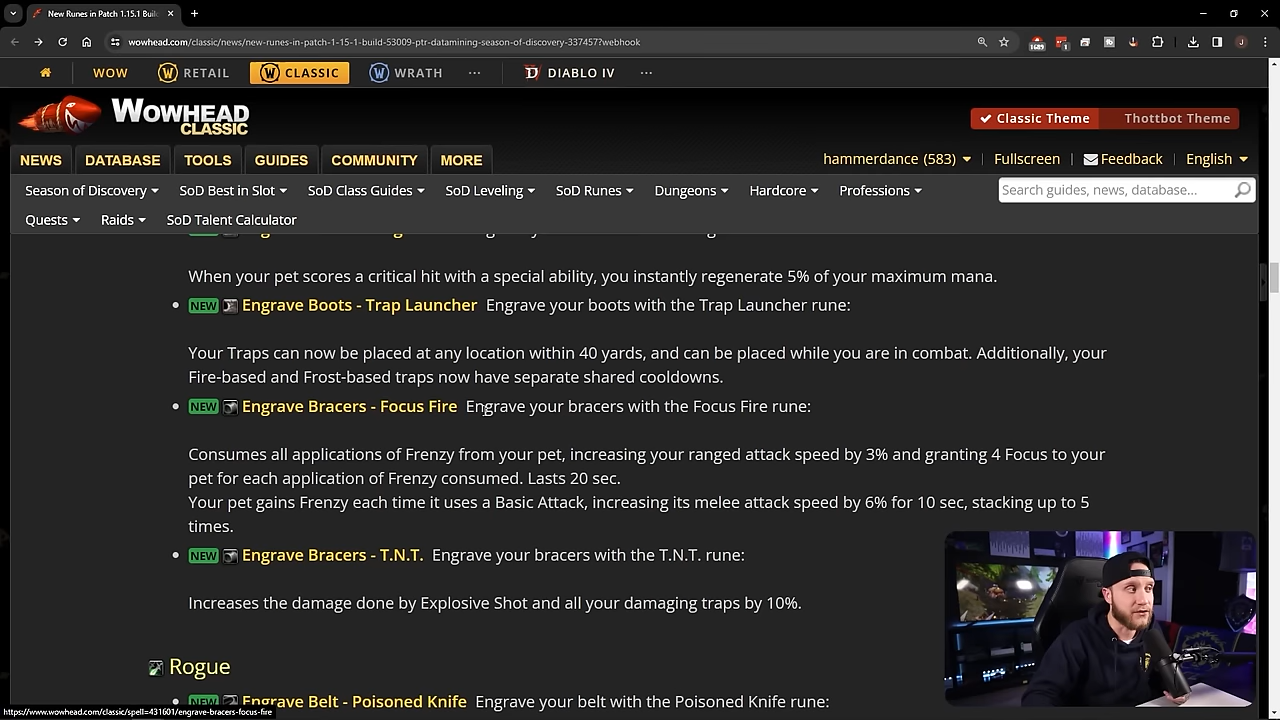 New Runes in Patch 1.15.1 Buil
wowhead.com/classic/news/new-runes-in-patch-1-15-1-build-53009-ptr-datamining-season-of-discovery-337457?webhook
WOW
RETAIL
CLASSIC
WRATH
DIABLO IV
WOWHEAD
CLASSIC
Classic Theme
Thottbot Theme
NEWS
DATABASE
TOOLS
GUIDES
COMMUNITY
MORE
hammerdance (583)
Fullscreen
Feedback
English
Season of Discovery
SoD Best in Slot
SoD Class Guides
SoD Leveling
SoD Runes
Dungeons
Hardcore
Professions
Search guides, news, database...
Quests
Raids
SoD Talent Calculator
When your pet scores a critical hit with a special ability, you instantly regenerate 5% of your maximum mana.
NEW Engrave Boots - Trap Launcher Engrave your boots with the Trap Launcher rune:
Your Traps can now be placed at any location within 40 yards, and can be placed while you are in combat. Additionally, your
Fire-based and Frost-based traps now have separate shared cooldowns.
NEW Engrave Bracers - Focus Fire Engrave your bracers with the Focus Fire rune:
Consumes all applications of Frenzy from your pet, increasing your ranged attack speed by 3% and granting 4 Focus to your
pet for each application of Frenzy consumed. Lasts 20 sec.
Your pet gains Frenzy each time it uses a Basic Attack, increasing its melee attack speed by 6% for 10 sec, stacking up to 5
times.
NEW Engrave Bracers - T.N.T. Engrave your bracers with the T.N.T. rune:
Increases the damage done by Explosive Shot and all your damaging traps by 10%.
Rogue
NEW Engrave Belt - Poisoned Knife Engrave your belt with the Poisoned Knife rune:
https://www.wowhead.com/classic/spell=431601/engrave-bracers-focus-fire